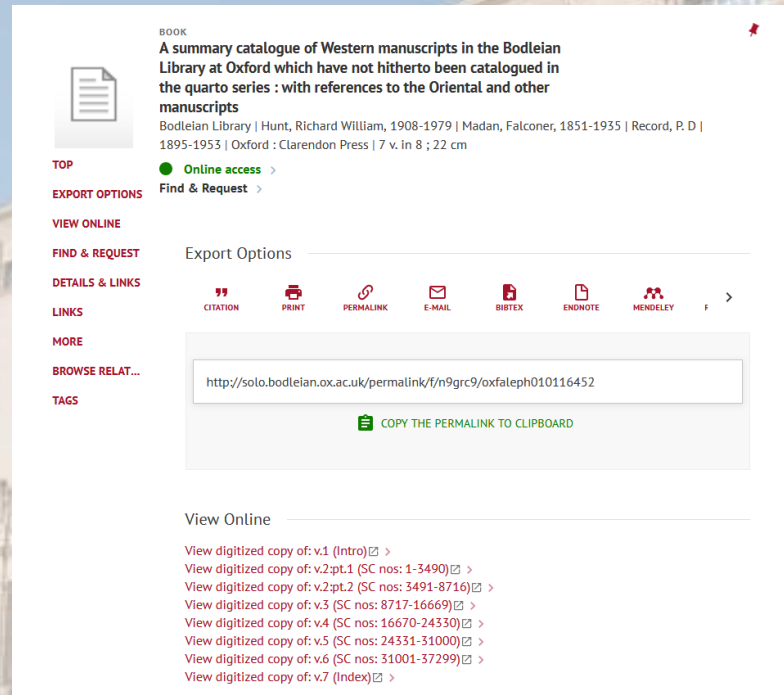 BOOK
A summary catalogue of Western manuscripts in the Bodleian
Library at Oxford which have not hitherto been catalogued in
the quarto series : with references to the Oriental and other
manuscripts
Bodleian Library | Hunt, Richard William, 1908-1979 | Madan, Falconer, 1851-1935 | Record, P. D |
1895-1953 | Oxford : Clarendon Press | 7 v. in 8 ; 22 cm
Online access
Find & Request
TOP
EXPORT OPTIONS
VIEW ONLINE
FIND & REQUEST
DETAILS & LINKS
LINKS
MORE
BROWSE RELAT...
TAGS
Export Options
CITATION
PRINT
PERMALINK
E-MAIL
BIBTEX
ENDNOTE
MENDELEY
http://solo.bodleian.ox.ac.uk/permalink/f/n9grc9/oxfaleph010116452
COPY THE PERMALINK TO CLIPBOARD
View Online
View digitized copy of: v.1 (Intro)
View digitized copy of: v.2:pt.1 (SC nos: 1-3490)
View digitized copy of: v.2:pt.2 (SC nos: 3491-8716)
View digitized copy of: v.3 (SC nos: 8717-16669)
View digitized copy of: v.4 (SC nos: 16670-24330)
View digitized copy of: v.5 (SC nos: 24331-31000)
View digitized copy of: v.6 (SC nos: 31001-37299)
View digitized copy of: v.7 (Index)